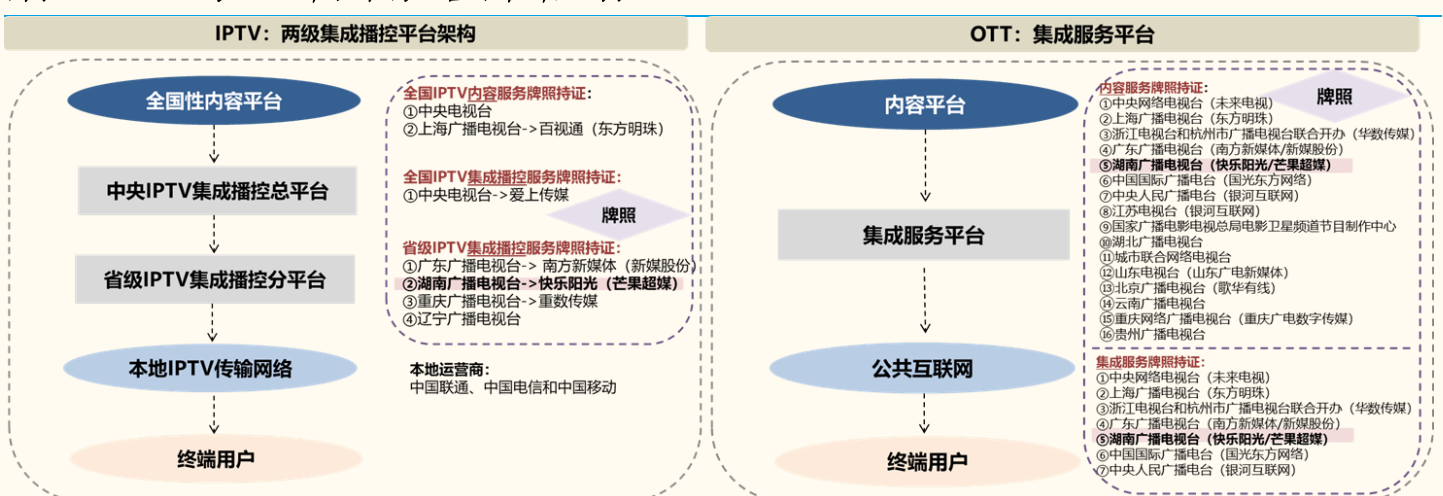 IPTV：两级集成播控平台架构
全国性内容平台
中央IPTV集成播控总平台
省级IPTV集成播控分平台
本地IPTV传输网络
终端用户
全国IPTV内容服务牌照持证：
①中央电视台
②上海广播电视台->百视通（东方明珠）
全国IPTV集成播控服务牌照持证：
①中央电视台->爱上传媒
牌照
省级IPTV集成播控服务牌照持证：
①广东广播电视台-> 南方新媒体（新媒股份）
②湖南广播电视台->快乐阳光（芒果超媒）
③重庆广播电视台->重数传媒
④辽宁广播电视台
本地运营商：
中国联通、中国电信和中国移动
OTT：集成服务平台
内容平台
集成服务平台
公共互联网
终端用户
牌照
内容服务牌照持证：
①中央网络电视台（未来电视）
②上海广播电视台（东方明珠）
③浙江电视台和杭州市广播电视台联合开办（华数传媒）
④广东广播电视台（南方新媒体/新媒股份）
⑤湖南广播电视台（快乐阳光/芒果超媒）
⑥中国国际广播电台（国光东方网络）
⑦中央人民广播电台（银河互联网）
⑧江苏电视台（银河互联网）
⑨国家广播电影电视总局电影卫星频道节目制作中心
⑩湖北广播电视台
⑪城市联合网络电视台
⑫山东电视台（山东广电新媒体）
⑬北京广播电视台（歌华有线）
⑭云南广播电视台
⑮重庆网络广播电视台（重庆广电数字传媒）
⑯贵州广播电视台
集成服务牌照持证：
①中央网络电视台（未来电视）
②上海广播电视台（东方明珠）
③浙江电视台和杭州市广播电视台联合开办（华数传媒）
④广东广播电视台（南方新媒体/新媒股份）
⑤湖南广播电视台（快乐阳光/芒果超媒）
⑥中国国际广播电台（国光东方网络）
⑦中央人民广播电台（银河互联网）